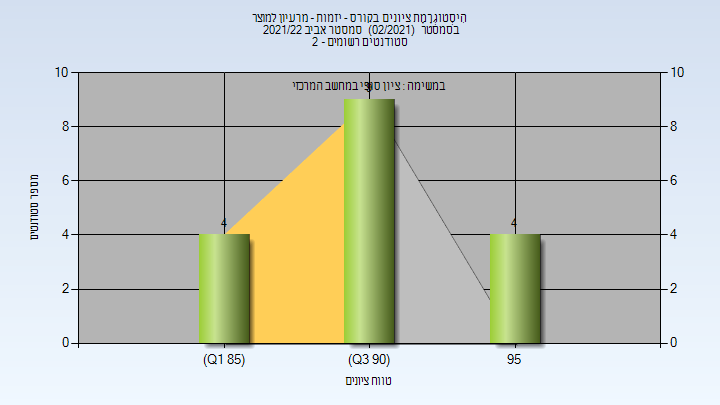 היסטוגרמת ציונים בקורס - יזמות - מרעיון למוצר
בסמסטר (02/2021) סמסטר אביב 2021/22
סטודנטים רשומים - 2
במשימה : ציון סופי במחשב המרכזי
10 10
8 8
6 6
4 4
2 2
0 0
4 9 4
מספר סטודנטים
(Q1 85) (Q3 90) 95
טווח ציונים